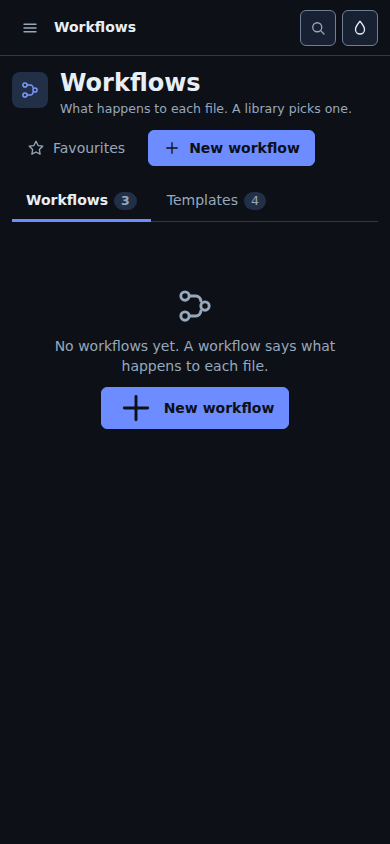 Workflows
Workflows
What happens to each file. A library picks one.
Favourites
New workflow
Workflows 3
Templates 4
No workflows yet. A workflow says what
happens to each file.
New workflow